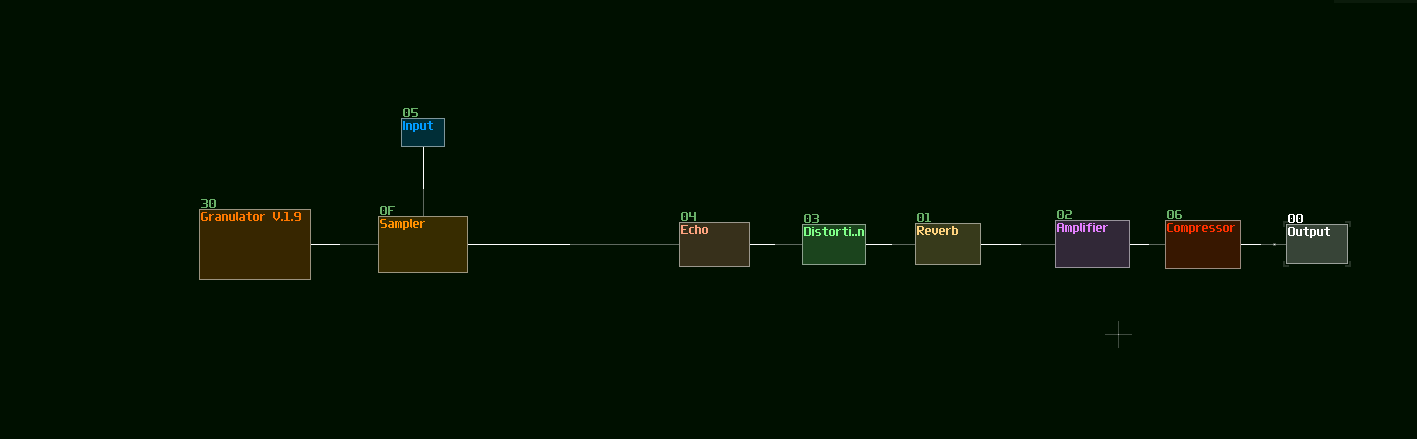 05
Input
30
Granulator V.1.9
0F
Sampler
04
Echo
03
Distorti..n
01
Reverb
02
Amplifier
06
Compressor
00
Output